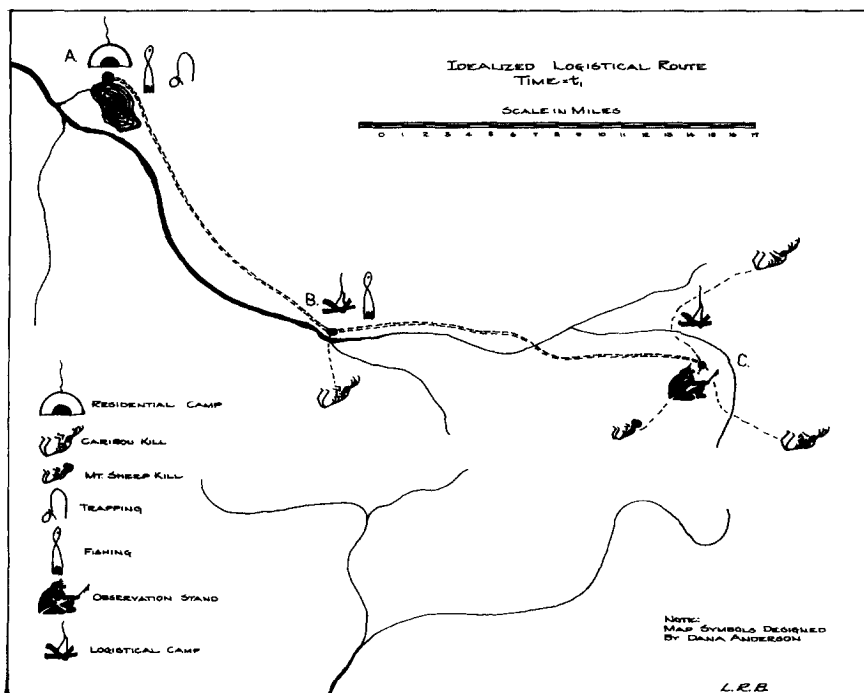 IDEALIZED LOGISTICAL ROUTE
TIME = t₁
SCALE IN MILES
0 1 2 3 4 5 6 7 8 9 10 11 12 13 14 15 16 17
A.
B.
C.
RESIDENTIAL CAMP
CARIBOU KILL
MT. SHEEP KILL
TRAPPING
FISHING
OBSERVATION STAND
LOGISTICAL CAMP
NOTE:
MAP SYMBOLS DESIGNED
BY DANA ANDERSON
L.R.B.